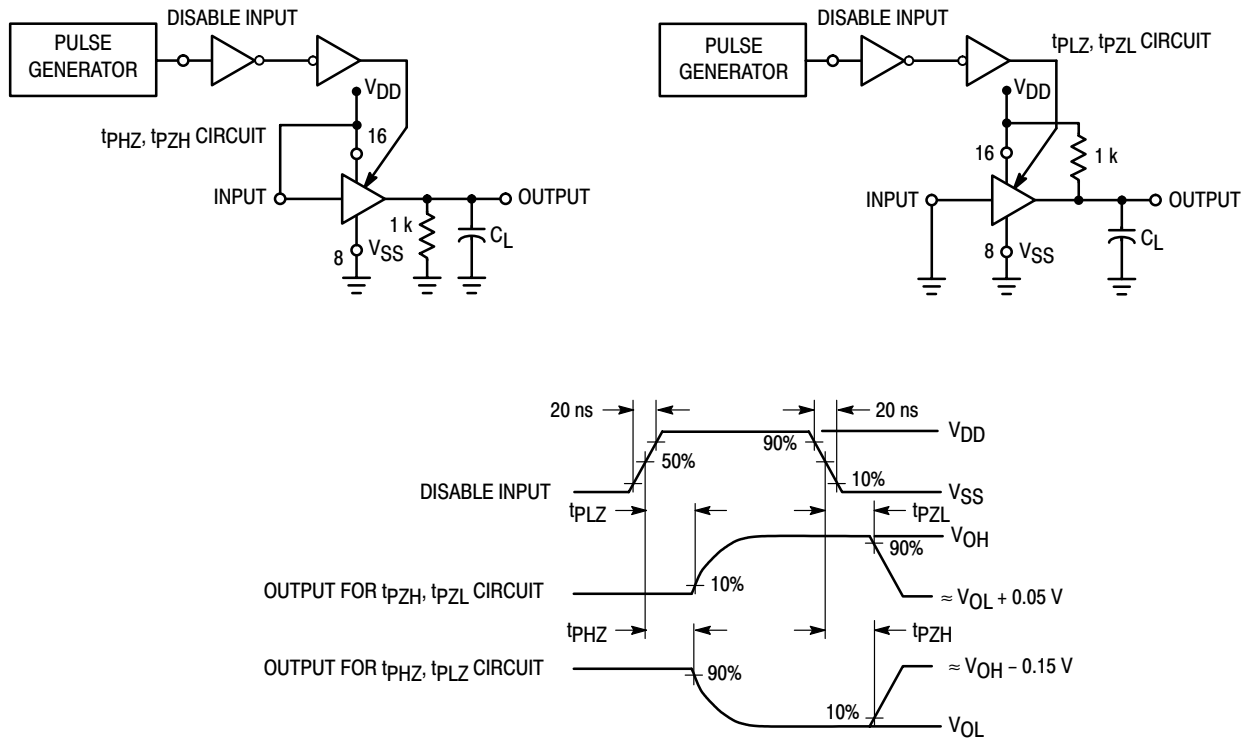 DISABLE INPUT
PULSE
GENERATOR
VDD
tPHZ, tPZH CIRCUIT
16
INPUT
OUTPUT
1 k
CL
VSS
8
DISABLE INPUT
PULSE
GENERATOR
tPLZ, tPZL CIRCUIT
VDD
16
1 k
INPUT
OUTPUT
CL
VSS
8
20 ns
20 ns
VDD
90%
50%
10%
DISABLE INPUT
VSS
tPLZ
tPZL
VOH
90%
10%
OUTPUT FOR tPZH, tPZL CIRCUIT
≈ VOL + 0.05 V
tPHZ
tPZH
OUTPUT FOR tPHZ, tPLZ CIRCUIT
90%
≈ VOH – 0.15 V
10%
VOL